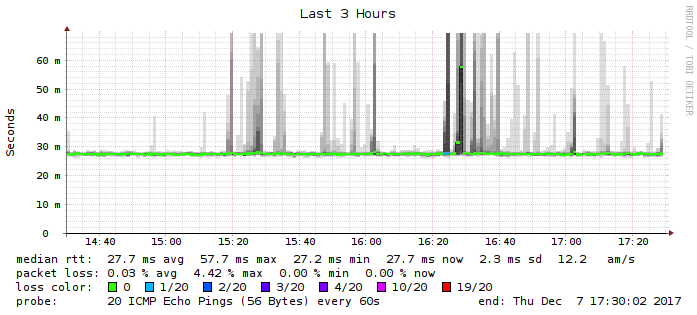 Last 3 Hours
RRDTOOL / TOBI OETIKER
Seconds
60 m
50 m
40 m
30 m
20 m
10 m
0
14:40 15:00 15:20 15:40 16:00 16:20 16:40 17:00 17:20
median rtt: 27.7 ms avg 57.7 ms max 27.2 ms min 27.7 ms now 2.3 ms sd 12.2 am/s
packet loss: 0.03 % avg 4.42 % max 0.00 % min 0.00 % now
loss color: 0 1/20 2/20 3/20 4/20 10/20 19/20
probe: 20 ICMP Echo Pings (56 Bytes) every 60s end: Thu Dec 7 17:30:02 2017